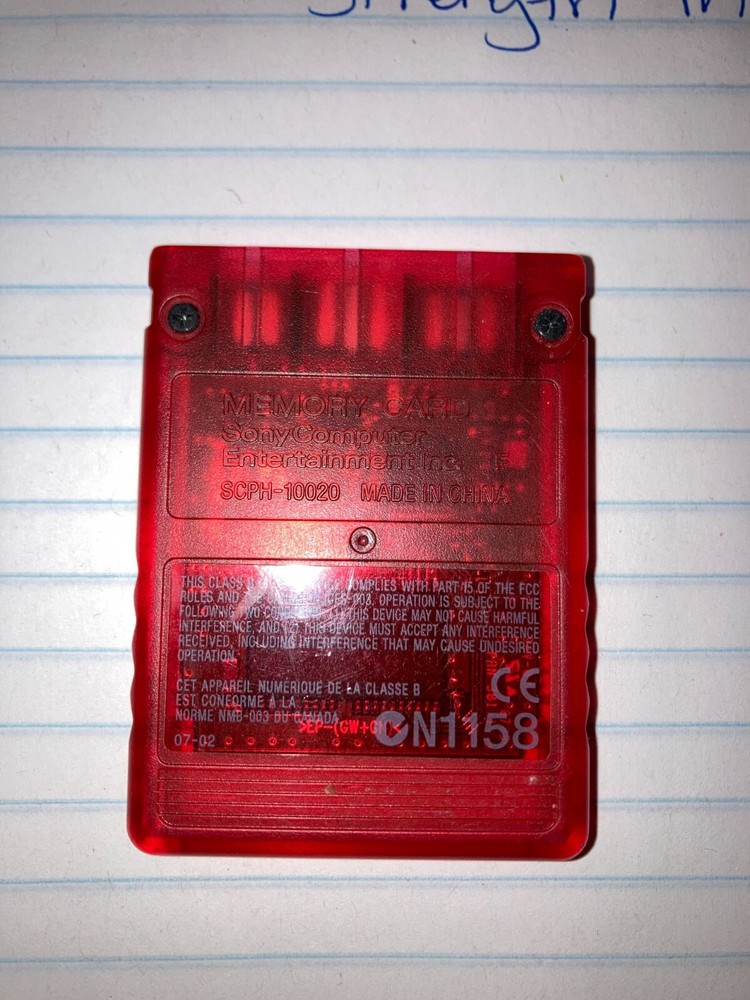 MEMORY CARD
Sony Computer
Entertainment Inc. F
SCPH-10020 MADE IN CHINA
THIS CLASS COMPLIES WITH PART 15 OF THE FCC
RULES AND OPERATION IS SUBJECT TO THE
FOLLOWING TWO THIS DEVICE MAY NOT CAUSE HARMFUL
INTERFERENCE, AND (2) THIS DEVICE MUST ACCEPT ANY INTERFERENCE
RECEIVED, INCLUDING INTERFERENCE THAT MAY CAUSE UNDESIRED
OPERATION.
CE
CET APPAREIL NUMÉRIQUE DE LA CLASSE B
EST CONFORME À LA
NORME NMB-003 DU CANADA
N1158
07-02